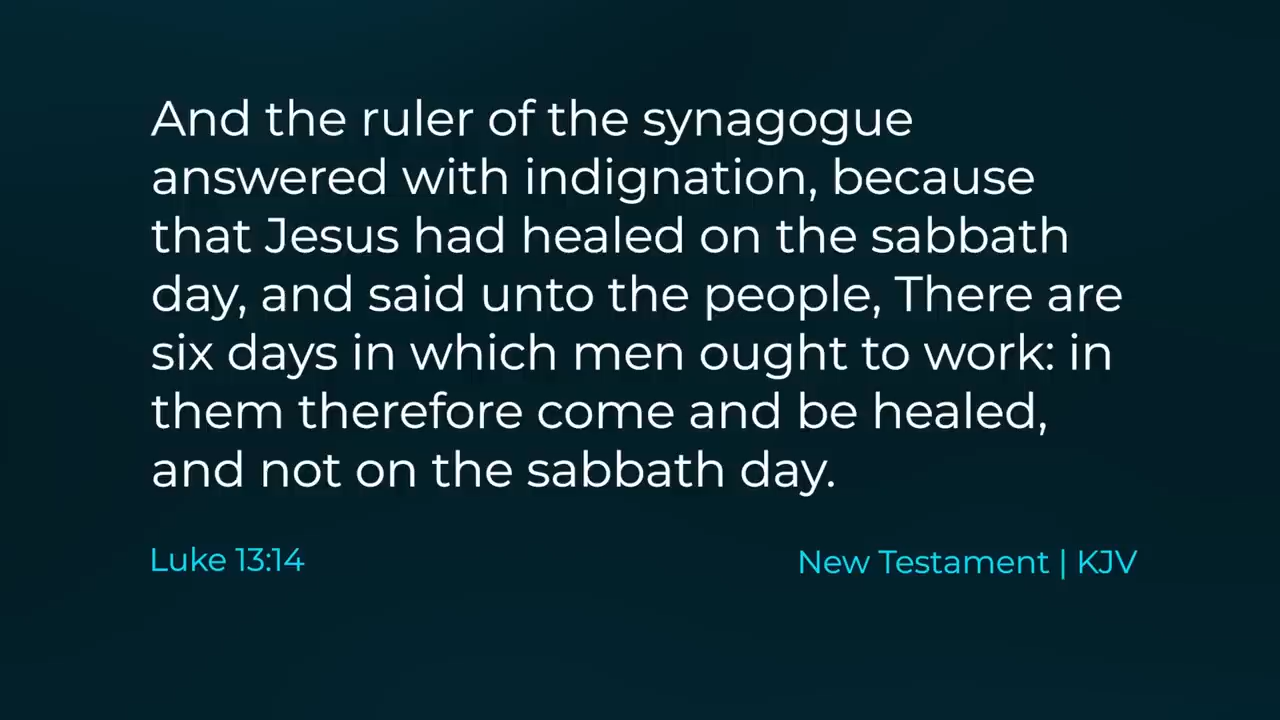 And the ruler of the synagogue
answered with indignation, because
that Jesus had healed on the sabbath
day, and said unto the people, There are
six days in which men ought to work: in
them therefore come and be healed,
and not on the sabbath day.
Luke 13:14
New Testament | KJV